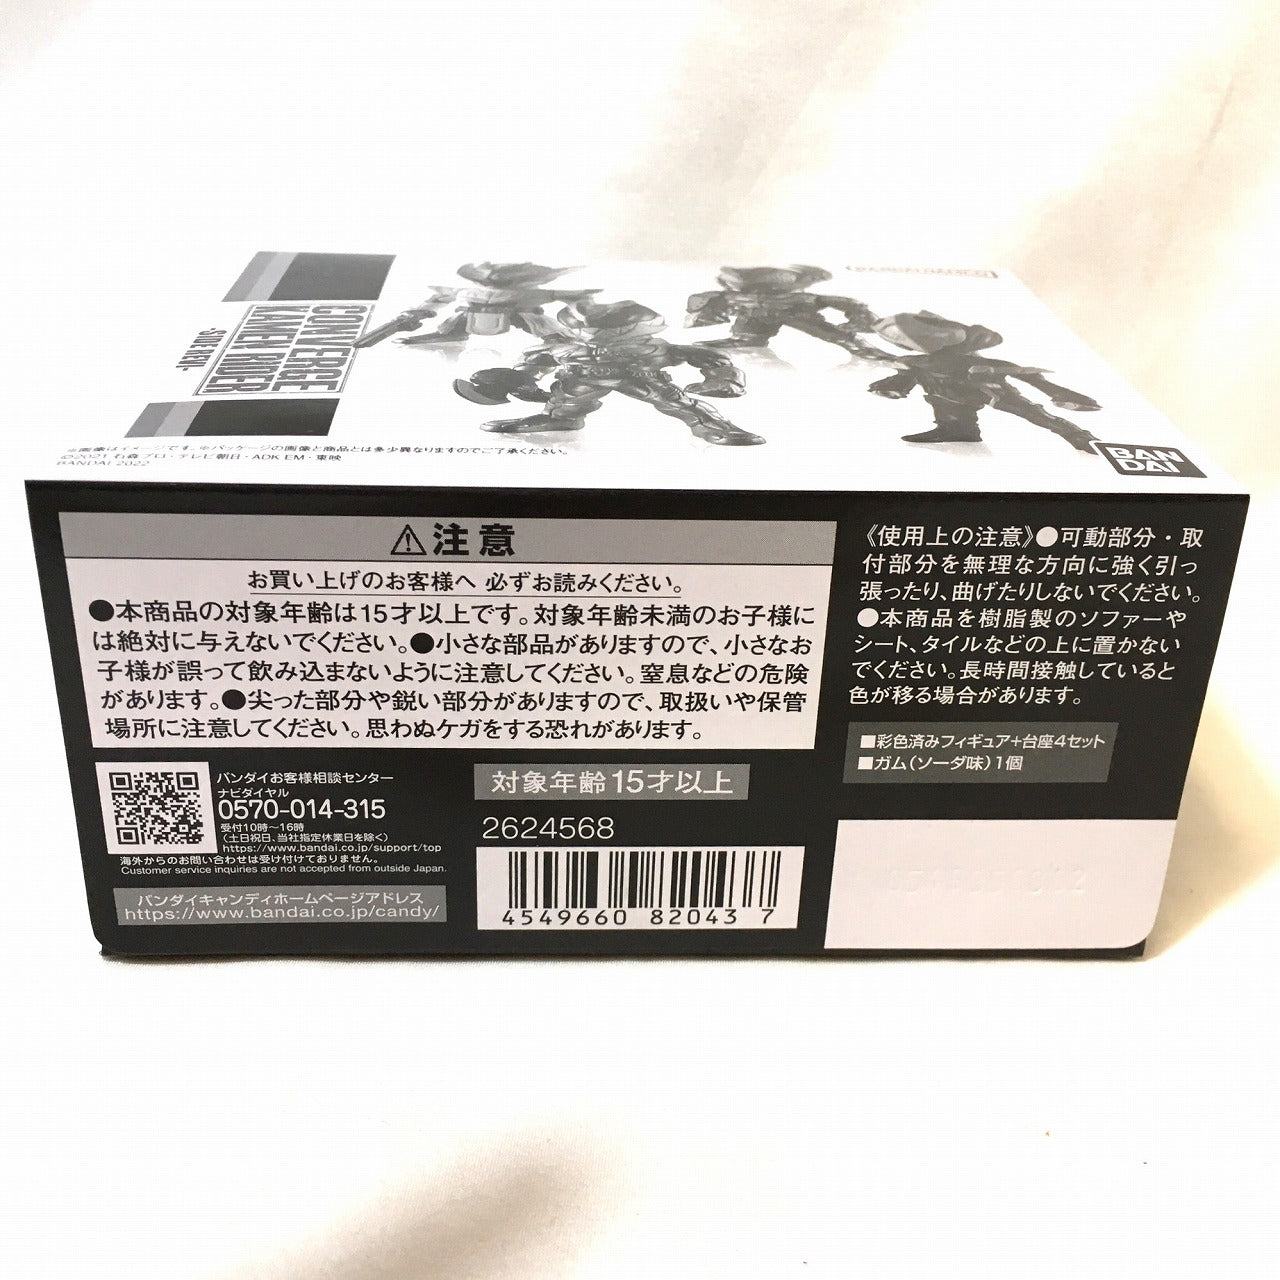 CONVERGE
KAMEN RIDER
※画像はイメージです。※パッケージの画像と商品とは多少異なりますのでご了承ください。
©2021 石森プロ・テレビ朝日・ADK EM・東映
BANDAI 2022
BAN
DAI
⚠注意
お買い上げのお客様へ 必ずお読みください。
●本商品の対象年齢は15才以上です。対象年齢未満のお子様に
は絶対に与えないでください。●小さな部品がありますので、小さなお
子様が誤って飲み込まないように注意してください。窒息などの危険
があります。●尖った部分や鋭い部分がありますので、取扱いや保管
場所に注意してください。思わぬケガをする恐れがあります。
《使用上の注意》●可動部分・取
付部分を無理な方向に強く引っ
張ったり、曲げたりしないでください。
●本商品を樹脂製のソファーや
シート、タイルなどの上に置かない
でください。長時間接触していると
色が移る場合があります。
■彩色済みフィギュア+台座4セット
■ガム(ソーダ味)1個
バンダイお客様相談センター
ナビダイヤル
0570-014-315
受付10時～16時
(土日祝日、当社指定休業日を除く)
https://www.bandai.co.jp/support/top
海外からのお問い合わせは受け付けておりません。
Customer service inquiries are not accepted from outside Japan.
バンダイキャンディホームページアドレス
https://www.bandai.co.jp/candy/
対象年齢15才以上
2624568
4549660 82043 7